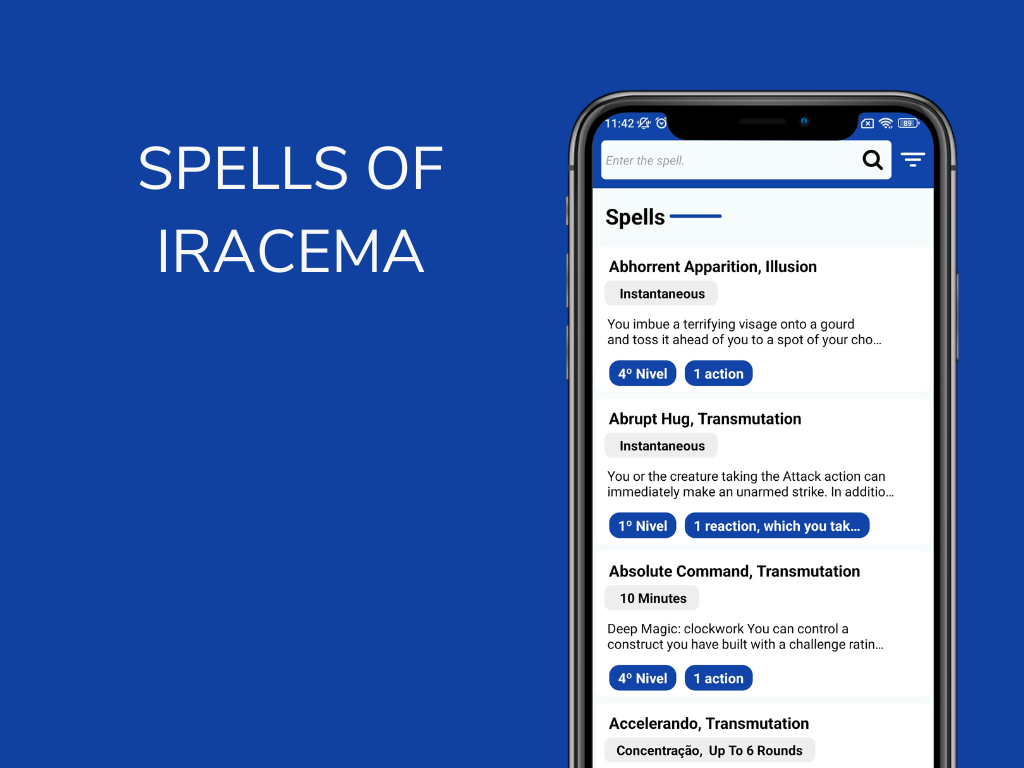 SPELLS OF
IRACEMA
11:42
89
Enter the spell.
Spells
Abhorrent Apparition, Illusion
Instantaneous
You imbue a terrifying visage onto a gourd
and toss it ahead of you to a spot of your cho...
4º Nivel 1 action
Abrupt Hug, Transmutation
Instantaneous
You or the creature taking the Attack action can
immediately make an unarmed strike. In additio...
1º Nivel 1 reaction, which you tak...
Absolute Command, Transmutation
10 Minutes
Deep Magic: clockwork You can control a
construct you have built with a challenge ratin...
4º Nivel 1 action
Accelerando, Transmutation
Concentração, Up To 6 Rounds